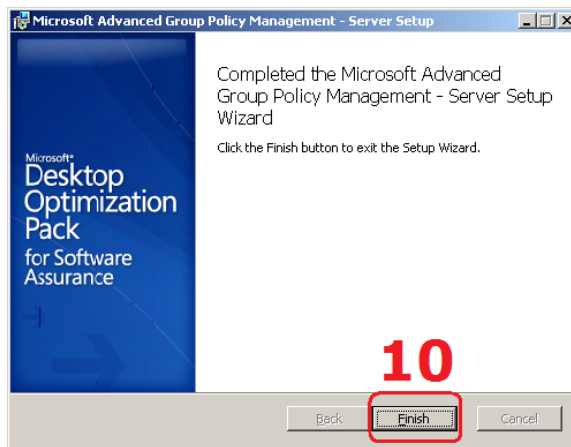 Microsoft Advanced Group Policy Management - Server Setup
Completed the Microsoft Advanced
Group Policy Management - Server Setup
Wizard
Click the Finish button to exit the Setup Wizard.
Microsoft®
Desktop
Optimization
Pack
for Software
Assurance
10
Back
Finish
Cancel